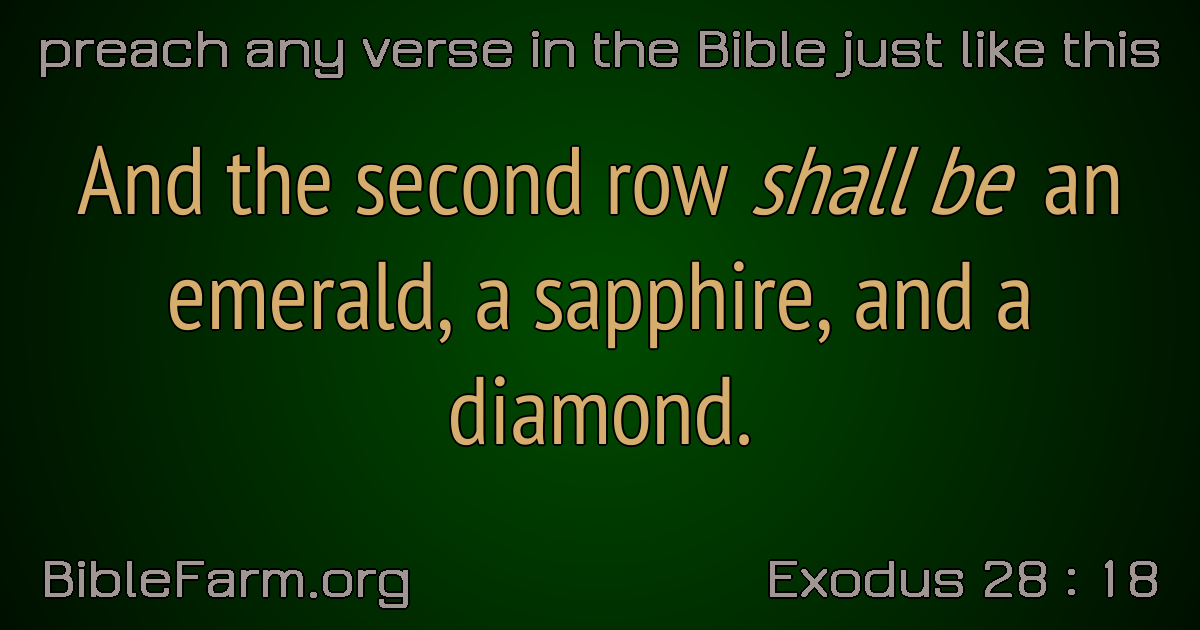 preach any verse in the Bible just like this
And the second row shall be an
emerald, a sapphire, and a
diamond.
BibleFarm.org
Exodus 28 : 18